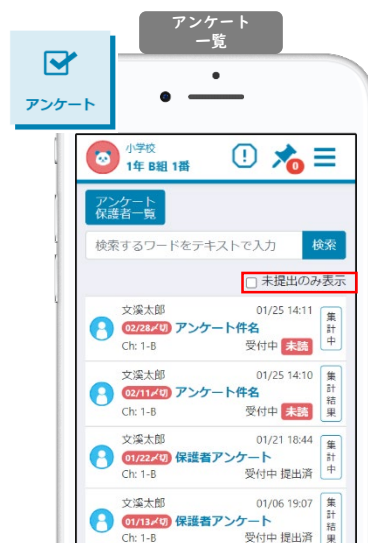 アンケート
一覧
アンケート
小学校
1年 B組 1番
0
アンケート
保護者一覧
検索するワードをテキストで入力 検索
未提出のみ表示
文溪太郎 01/25 14:11
02/28〆切 アンケート件名
Ch: 1-B 受付中 未読
集計中
文溪太郎 01/25 14:10
02/11〆切 アンケート件名
Ch: 1-B 受付中 未読
集計結果
文溪太郎 01/21 18:44
01/22〆切 保護者アンケート
Ch: 1-B 受付中 提出済
集計中
文溪太郎 01/06 19:07
01/13〆切 保護者アンケート
Ch: 1-B 受付中 提出済
集計結果